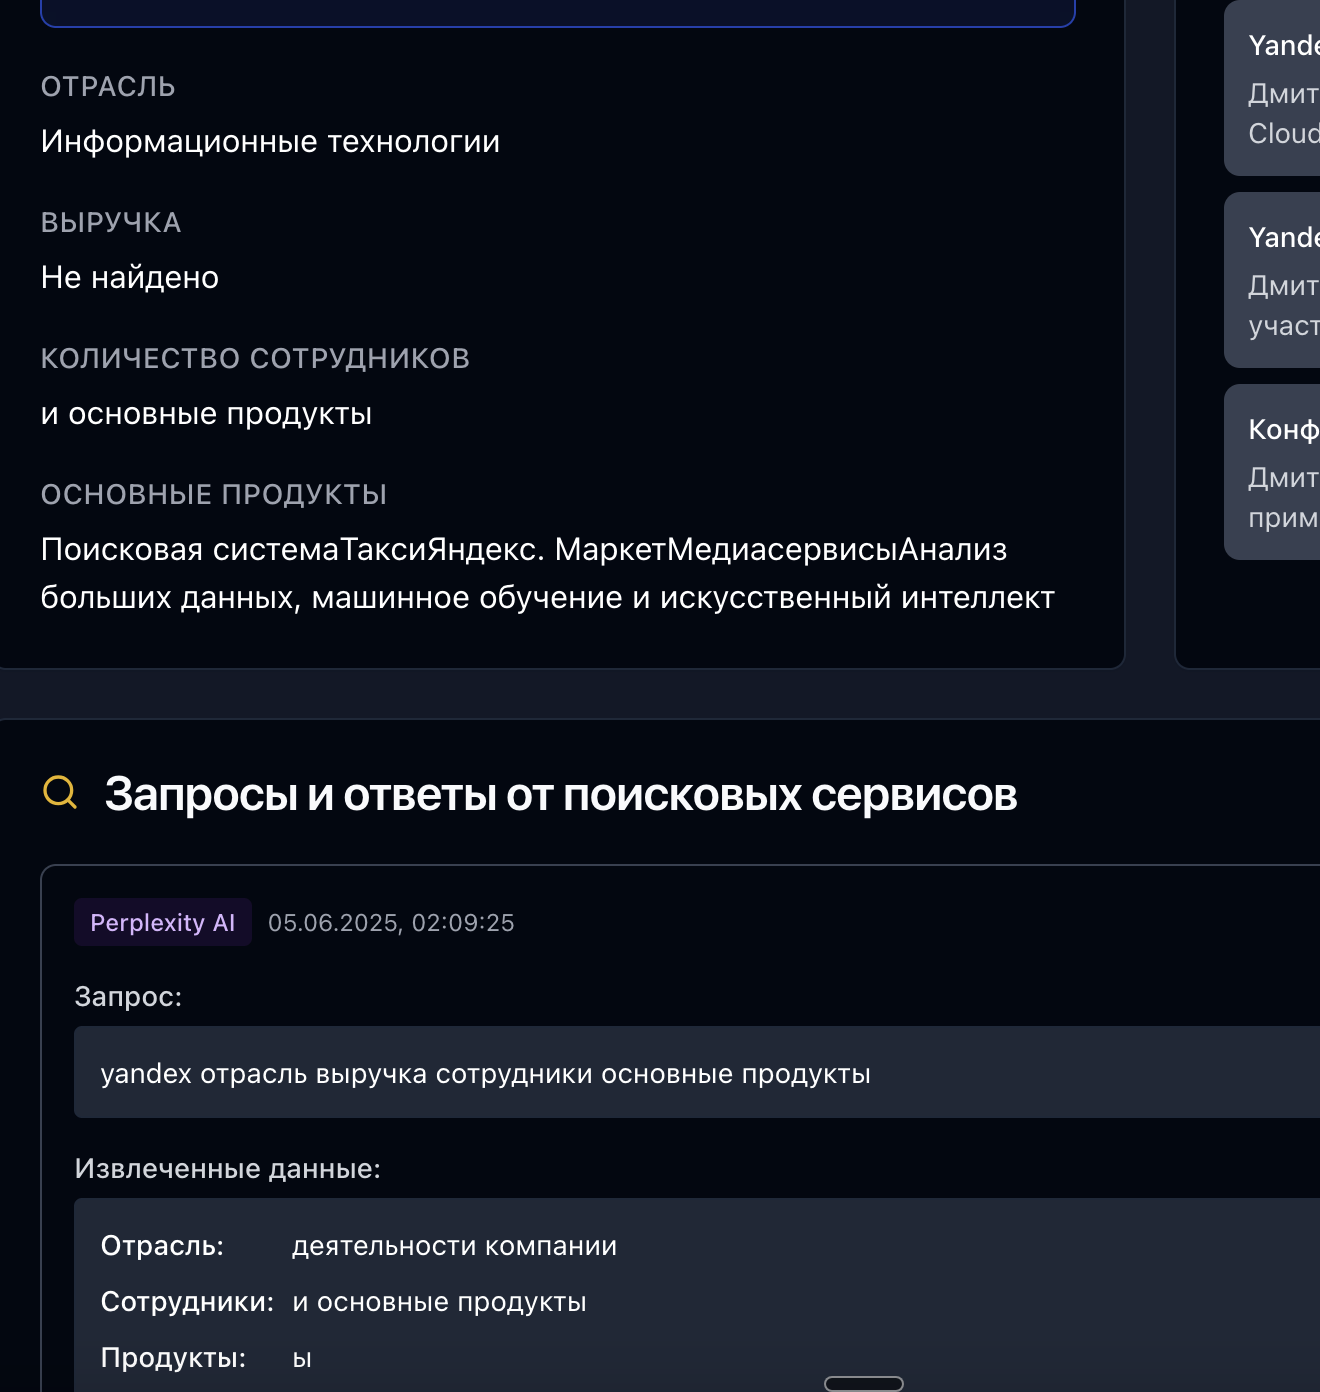 ОТРАСЛЬ
Информационные технологии
ВЫРУЧКА
Не найдено
КОЛИЧЕСТВО СОТРУДНИКОВ
и основные продукты
ОСНОВНЫЕ ПРОДУКТЫ
Поисковая системаТаксиЯндекс. МаркетМедиасервисыАнализ
больших данных, машинное обучение и искусственный интеллект
Yande
Дмит
Cloud
Yande
Дмит
участ
Конф
Дмит
прим
Запросы и ответы от поисковых сервисов
Perplexity AI 05.06.2025, 02:09:25
Запрос:
yandex отрасль выручка сотрудники основные продукты
Извлеченные данные:
Отрасль: деятельности компании
Сотрудники: и основные продукты
Продукты: ы